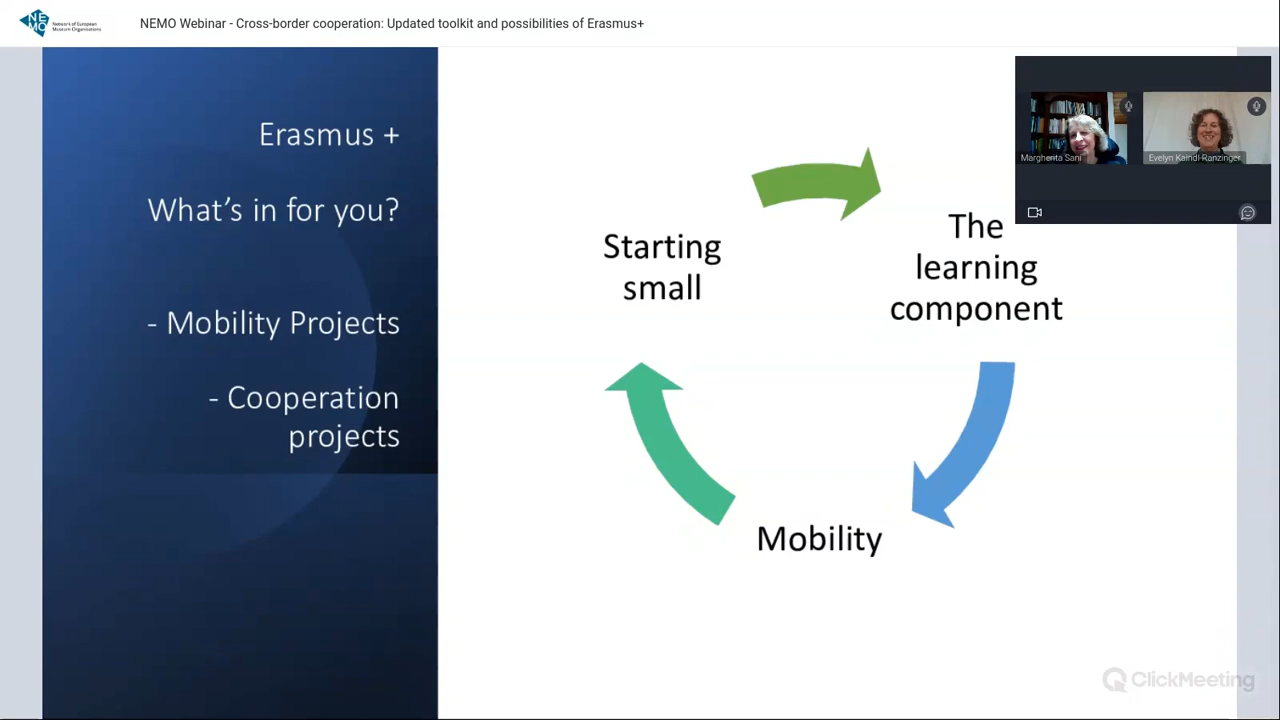 NEMO
Network of European
Museum Organisations
NEMO Webinar - Cross-border cooperation: Updated toolkit and possibilities of Erasmus+
Erasmus +
What's in for you?
- Mobility Projects
- Cooperation
projects
Starting
small
The
learning
component
Mobility
Margherita Sani
Evelyn Kaindl-Ranzinger
ClickMeeting